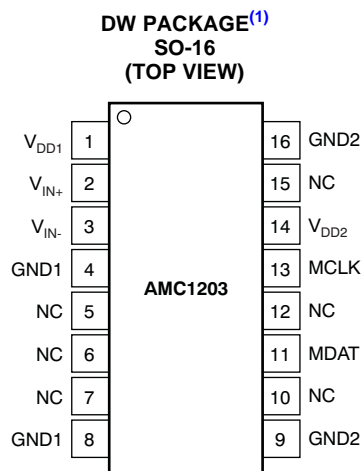 DW PACKAGE(1)
SO-16
(TOP VIEW)
VDD1 1 16 GND2
VIN+ 2 15 NC
VIN- 3 14 VDD2
GND1 4 13 MCLK
AMC1203
NC 5 12 NC
NC 6 11 MDAT
NC 7 10 NC
GND1 8 9 GND2